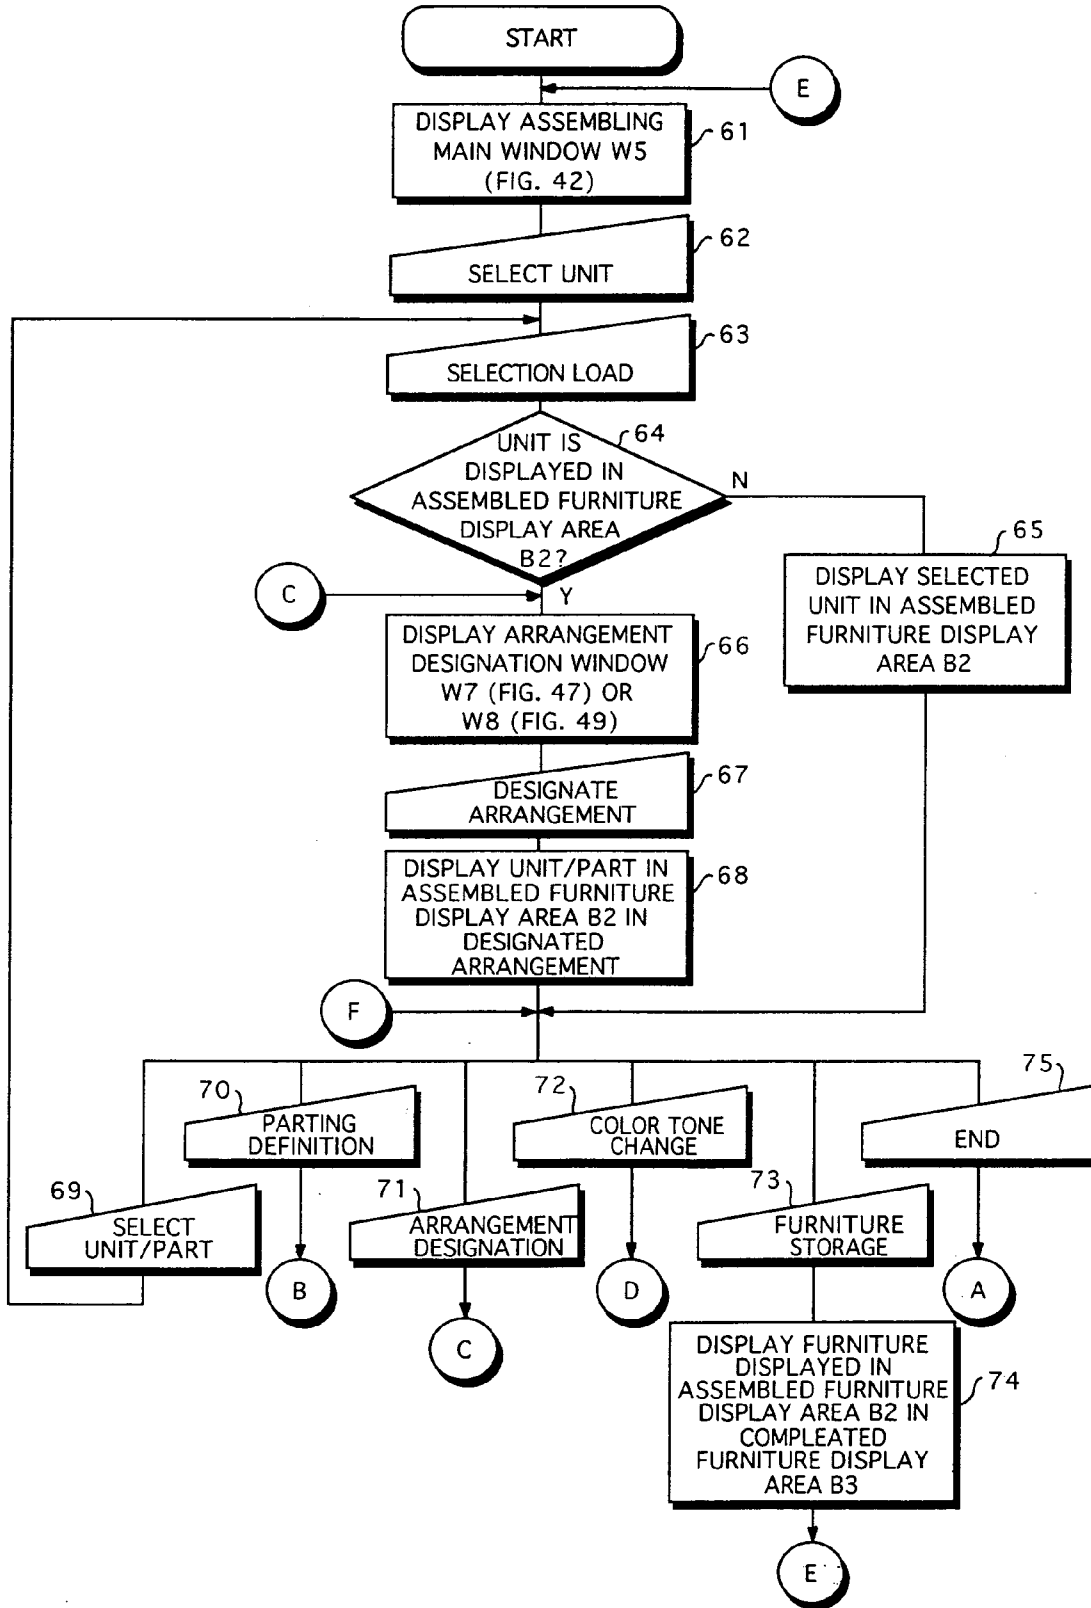 START
E
DISPLAY ASSEMBLING
MAIN WINDOW W5
(FIG. 42)
61
SELECT UNIT
62
SELECTION LOAD
63
UNIT IS
DISPLAYED IN
ASSEMBLED FURNITURE
DISPLAY AREA
B2?
64
N
Y
C
DISPLAY SELECTED
UNIT IN ASSEMBLED
FURNITURE DISPLAY
AREA B2
65
DISPLAY ARRANGEMENT
DESIGNATION WINDOW
W7 (FIG. 47) OR
W8 (FIG. 49)
66
DESIGNATE
ARRANGEMENT
67
DISPLAY UNIT/PART IN
ASSEMBLED FURNITURE
DISPLAY AREA B2 IN
DESIGNATED
ARRANGEMENT
68
F
69
SELECT
UNIT/PART
70
PARTING
DEFINITION
B
71
ARRANGEMENT
DESIGNATION
C
72
COLOR TONE
CHANGE
D
73
FURNITURE
STORAGE
75
END
A
DISPLAY FURNITURE
DISPLAYED IN
ASSEMBLED FURNITURE
DISPLAY AREA B2 IN
COMPLEATED
FURNITURE DISPLAY
AREA B3
74
E